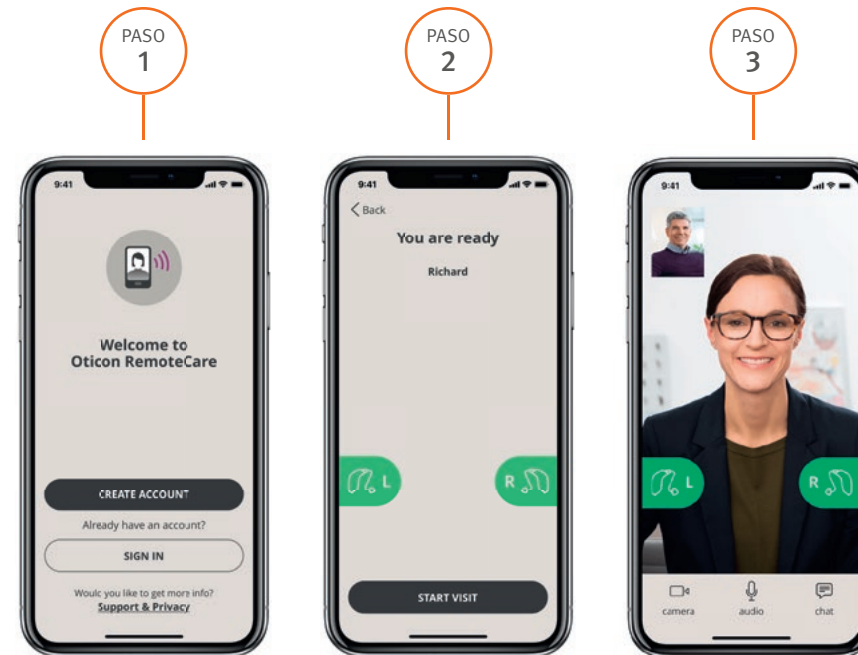 PASO
1
PASO
2
PASO
3
9:41
Welcome to
Oticon RemoteCare
CREATE ACCOUNT
Already have an account?
SIGN IN
Would you like to get more info?
Support & Privacy
9:41
Back
You are ready
Richard
L
R
START VISIT
9:41
L
R
camera
audio
chat